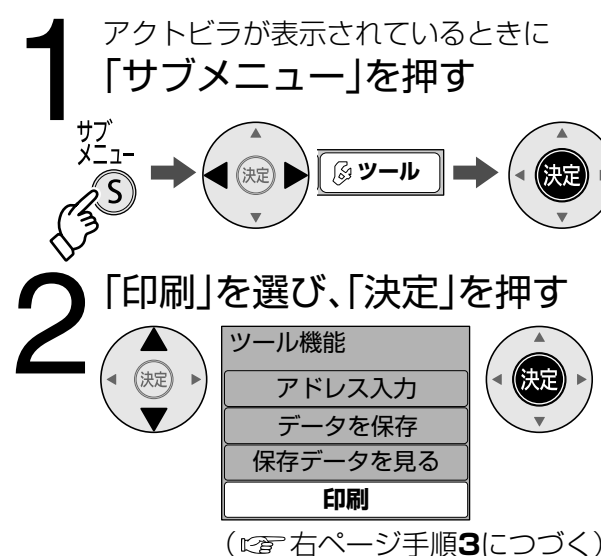 1 アクトビラが表示されているときに
「サブメニュー」を押す
サブ
メニュー
S
決定
ツール
決定
2 「印刷」を選び、「決定」を押す
決定
ツール機能
アドレス入力
データを保存
保存データを見る
印刷
決定
(☞右ページ手順3につづく)